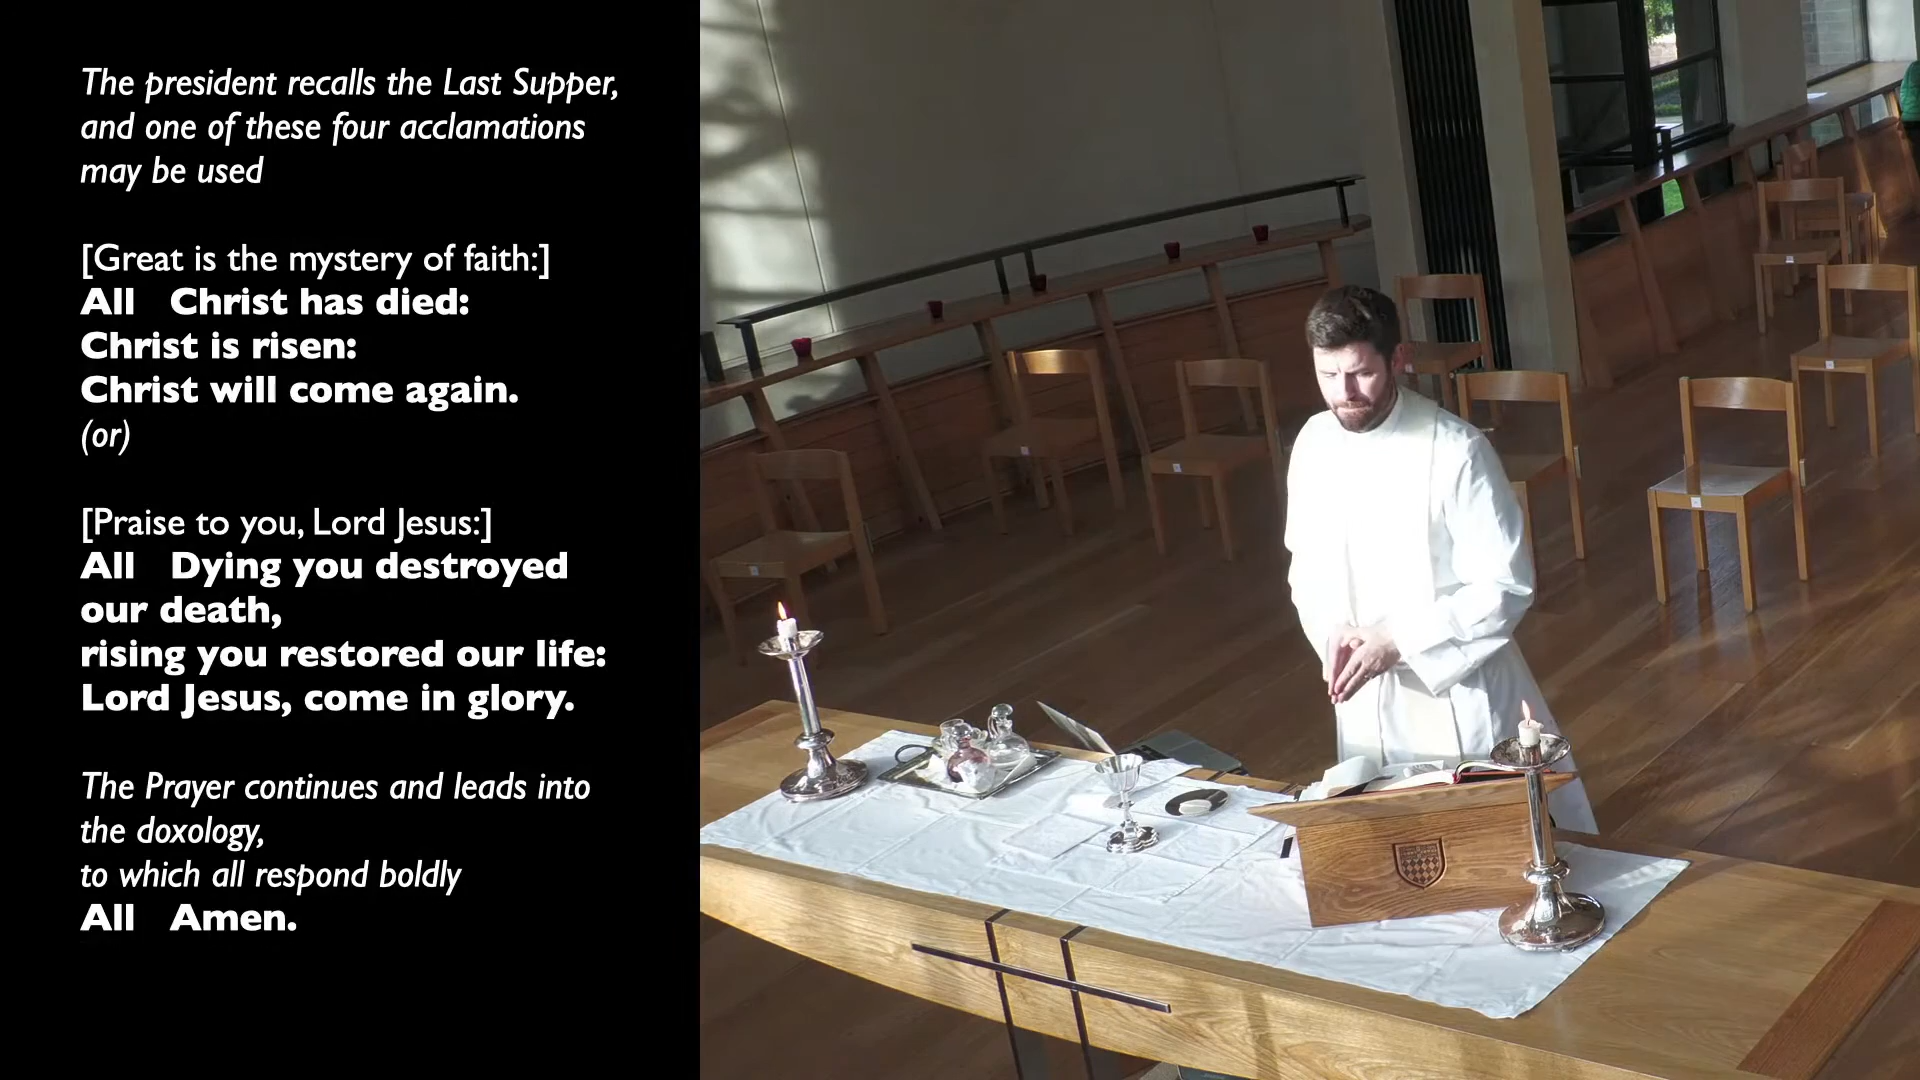 The president recalls the Last Supper,
and one of these four acclamations
may be used
[Great is the mystery of faith:]
All Christ has died:
Christ is risen:
Christ will come again.
(or)
[Praise to you, Lord Jesus:]
All Dying you destroyed
our death,
rising you restored our life:
Lord Jesus, come in glory.
The Prayer continues and leads into
the doxology,
to which all respond boldly
All Amen.